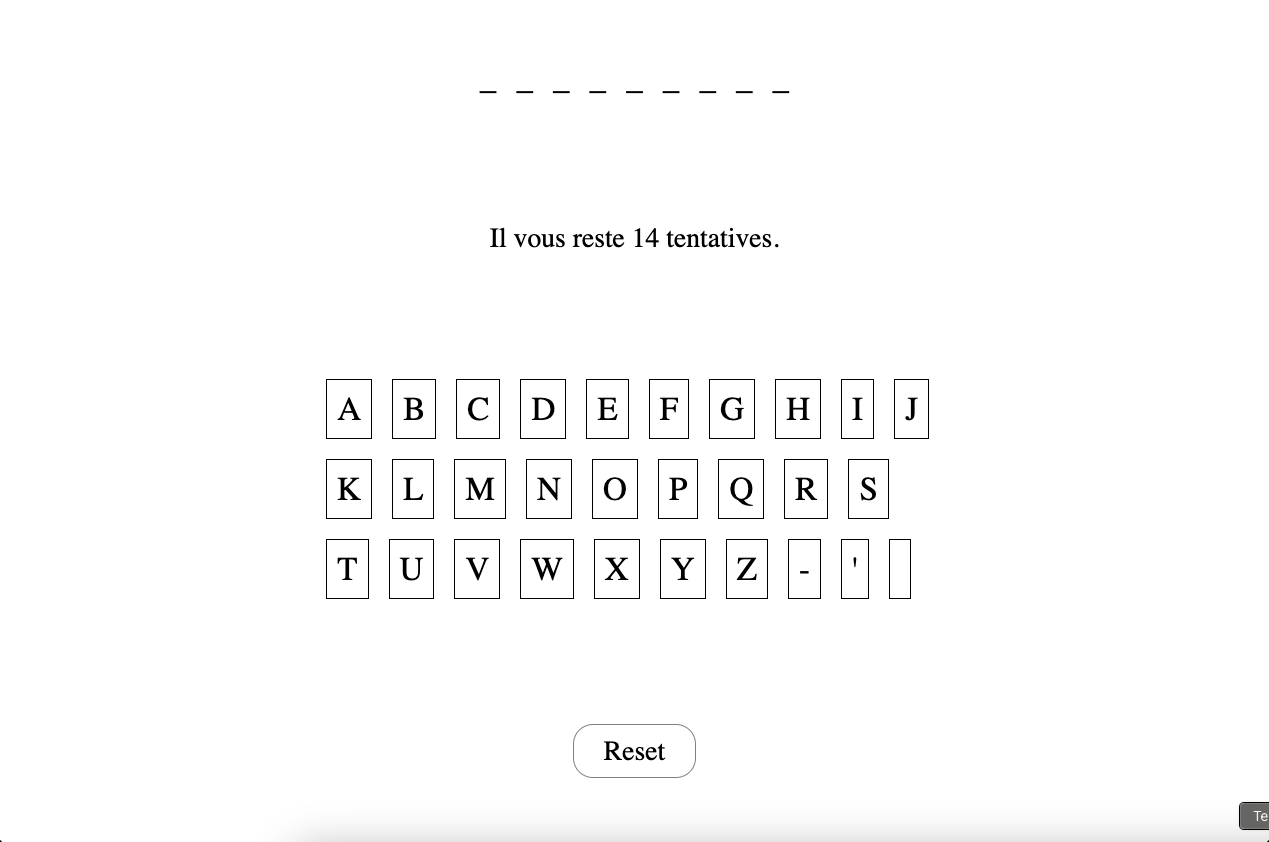 _ _ _ _ _ _ _ _ _
Il vous reste 14 tentatives.
A B C D E F G H I J
K L M N O P Q R S
T U V W X Y Z - '
Reset
Te